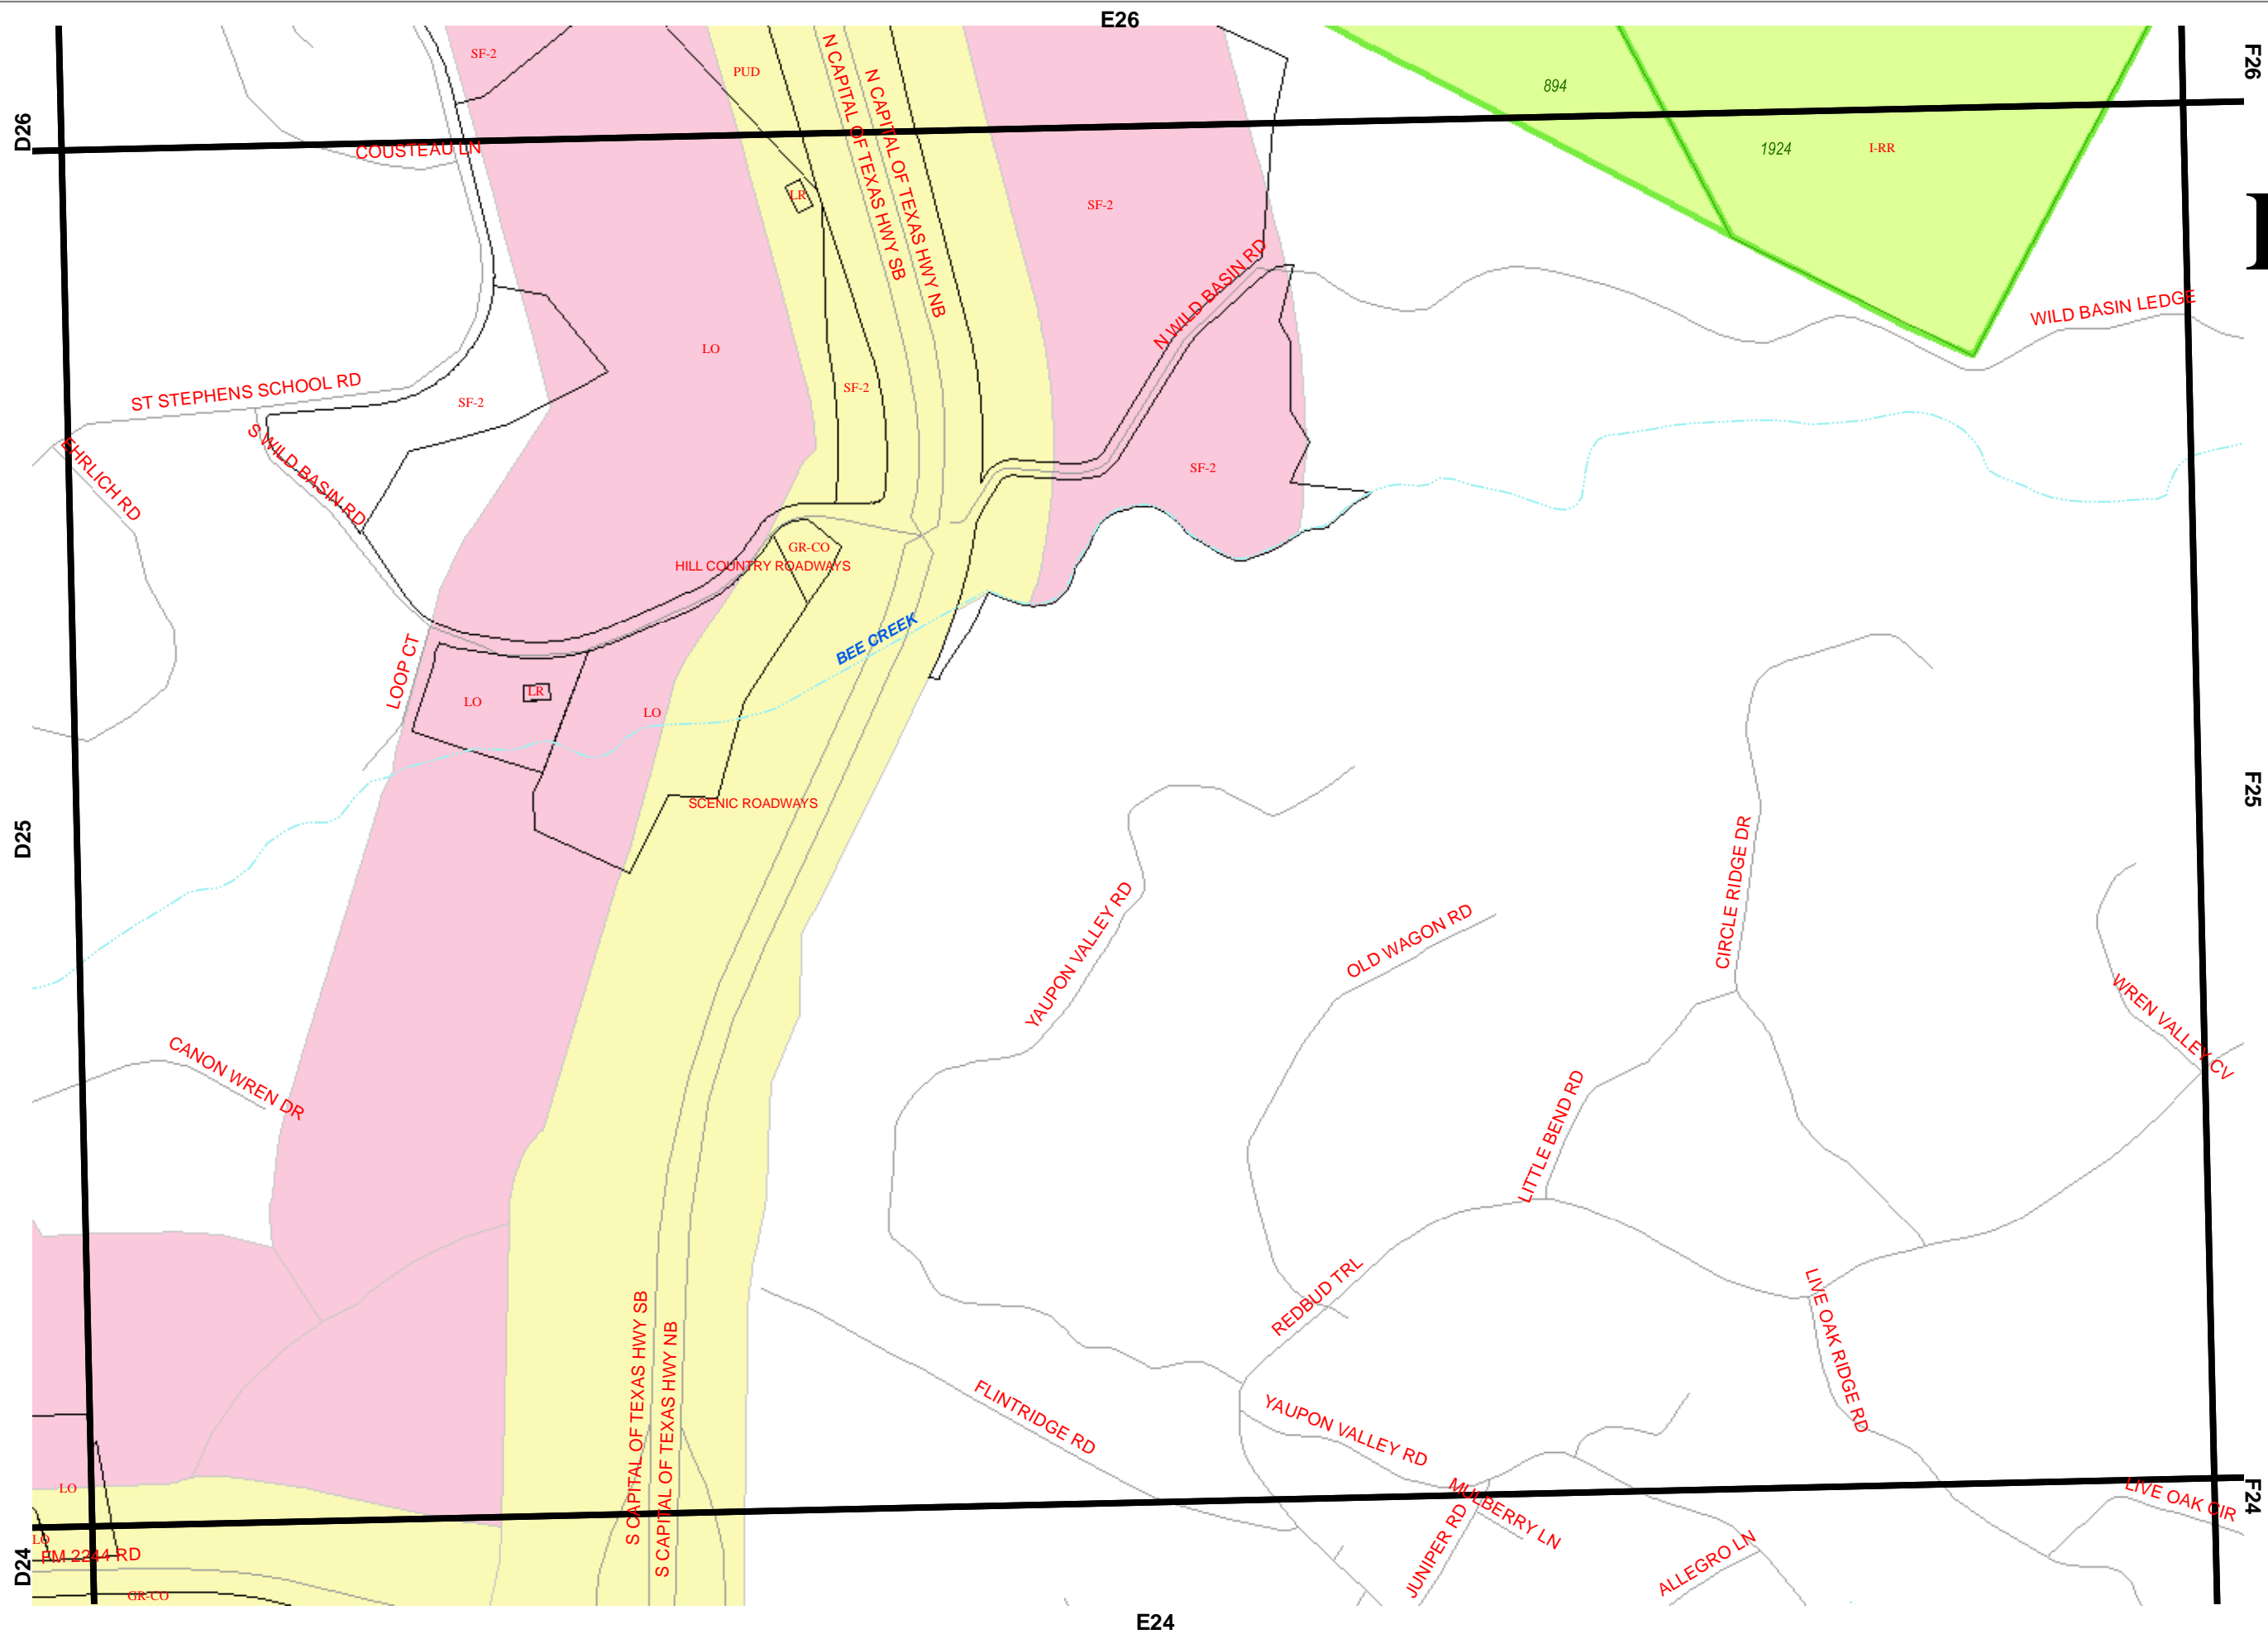 E26
SF-2
PUD
N CAPITAL OF TEXAS HWY SB
N CAPITAL OF TEXAS HWY NB
894
F26
D26
COUSTEAU LN
1924
I-RR
LR
SF-2
N WILD BASIN RD
WILD BASIN LEDGE
LO
ST STEPHENS SCHOOL RD
SF-2
SF-2
EHRLICH RD
S WILD BASIN RD
SF-2
GR-CO
HILL COUNTRY ROADWAYS
BEE CREEK
LOOP CT
LO
LR
LO
SCENIC ROADWAYS
F25
D25
CIRCLE RIDGE DR
YAUPON VALLEY RD
OLD WAGON RD
WREN VALLEY CV
CANON WREN DR
LITTLE BEND RD
REDBUD TRL
LIVE OAK RIDGE RD
S CAPITAL OF TEXAS HWY SB
S CAPITAL OF TEXAS HWY NB
FLINTRIDGE RD
YAUPON VALLEY RD
LO
MULBERRY LN
LIVE OAK CIR
F24
LO
FM 2244 RD
D24
JUNIPER RD
ALLEGRO LN
GR-CO
E24